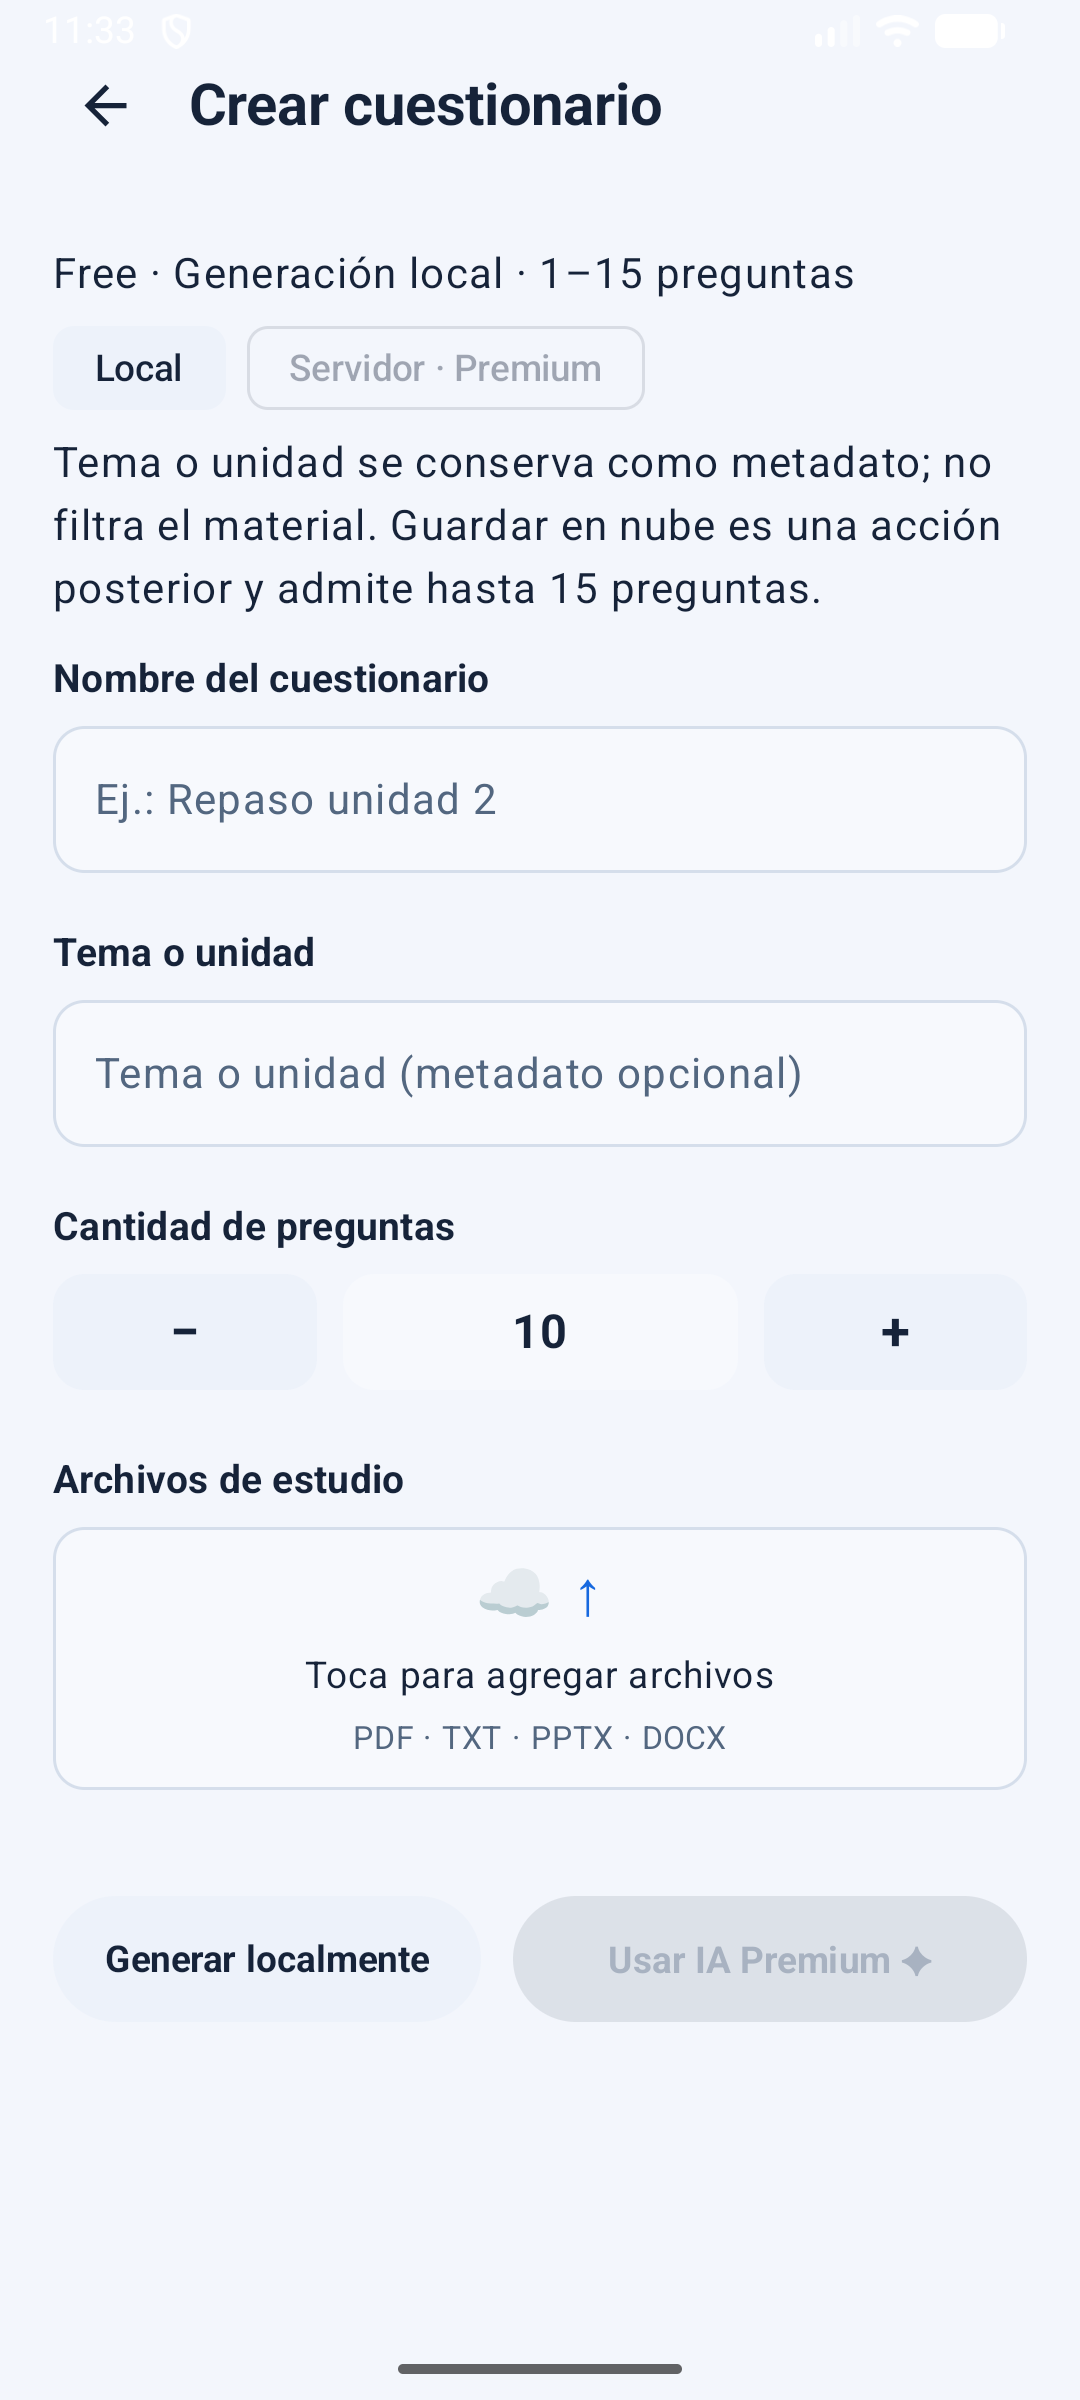 11:33
Crear cuestionario
Free · Generación local · 1–15 preguntas
Local
Servidor · Premium
Tema o unidad se conserva como metadato; no
filtra el material. Guardar en nube es una acción
posterior y admite hasta 15 preguntas.
Nombre del cuestionario
Ej.: Repaso unidad 2
Tema o unidad
Tema o unidad (metadato opcional)
Cantidad de preguntas
− 10 +
Archivos de estudio
↑
Toca para agregar archivos
PDF · TXT · PPTX · DOCX
Generar localmente
Usar IA Premium ✦